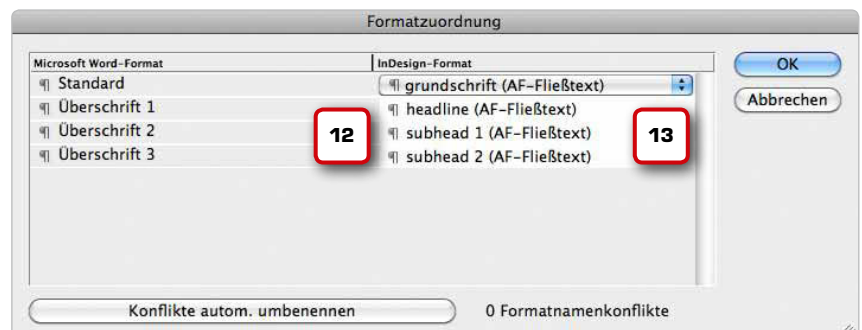 Formatzuordnung
Microsoft Word-Format InDesign-Format
¶ Standard ¶ grundschrift (AF-Fließtext)
¶ Überschrift 1 ¶ headline (AF-Fließtext)
¶ Überschrift 2 ¶ subhead 1 (AF-Fließtext)
¶ Überschrift 3 ¶ subhead 2 (AF-Fließtext)
12
13
OK
Abbrechen
Konflikte autom. umbenennen 0 Formatnamenkonflikte